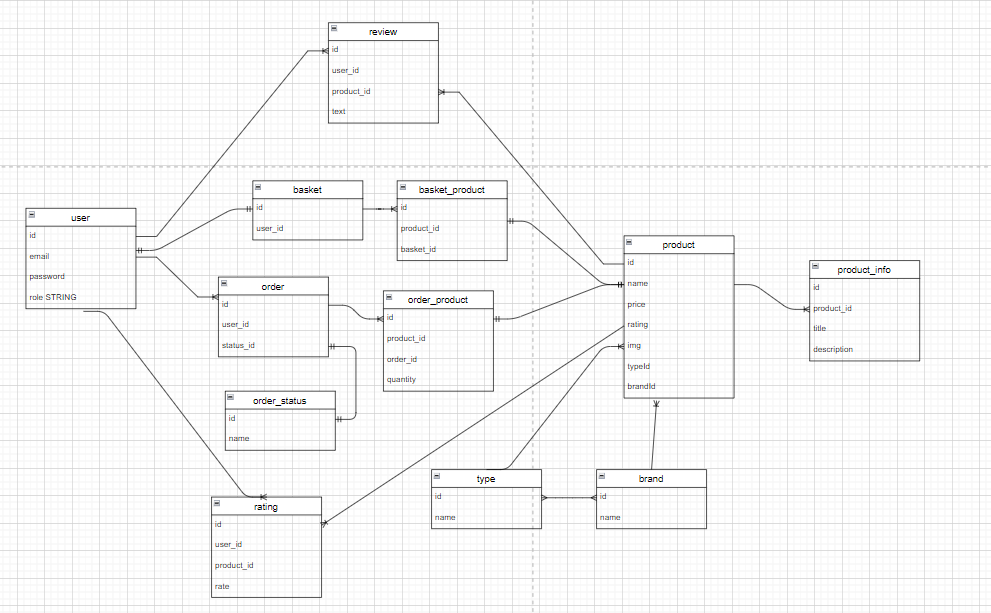 review
id
user_id
product_id
text
basket
id
user_id
basket_product
id
product_id
basket_id
user
id
email
password
role STRING
product
id
name
price
rating
img
typeId
brandId
product_info
id
product_id
title
description
order
id
user_id
status_id
order_product
id
product_id
order_id
quantity
order_status
id
name
type
id
name
brand
id
name
rating
id
user_id
product_id
rate